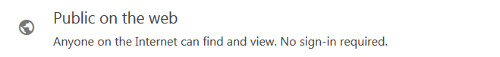 Public on the web
Anyone on the Internet can find and view. No sign-in required.